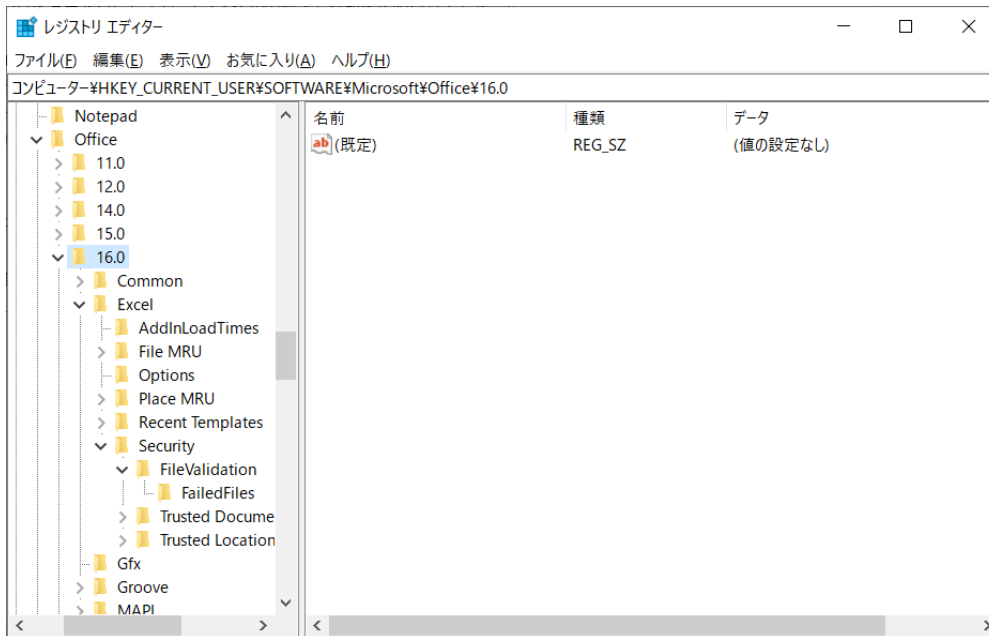 レジストリ エディター
ファイル(F) 編集(E) 表示(V) お気に入り(A) ヘルプ(H)
コンピューター¥HKEY_CURRENT_USER¥SOFTWARE¥Microsoft¥Office¥16.0
Notepad
Office
11.0
12.0
14.0
15.0
16.0
Common
Excel
AddInLoadTimes
File MRU
Options
Place MRU
Recent Templates
Security
FileValidation
FailedFiles
Trusted Docume
Trusted Location
Gfx
Groove
MAPI
名前 種類 データ
ab (既定) REG_SZ (値の設定なし)